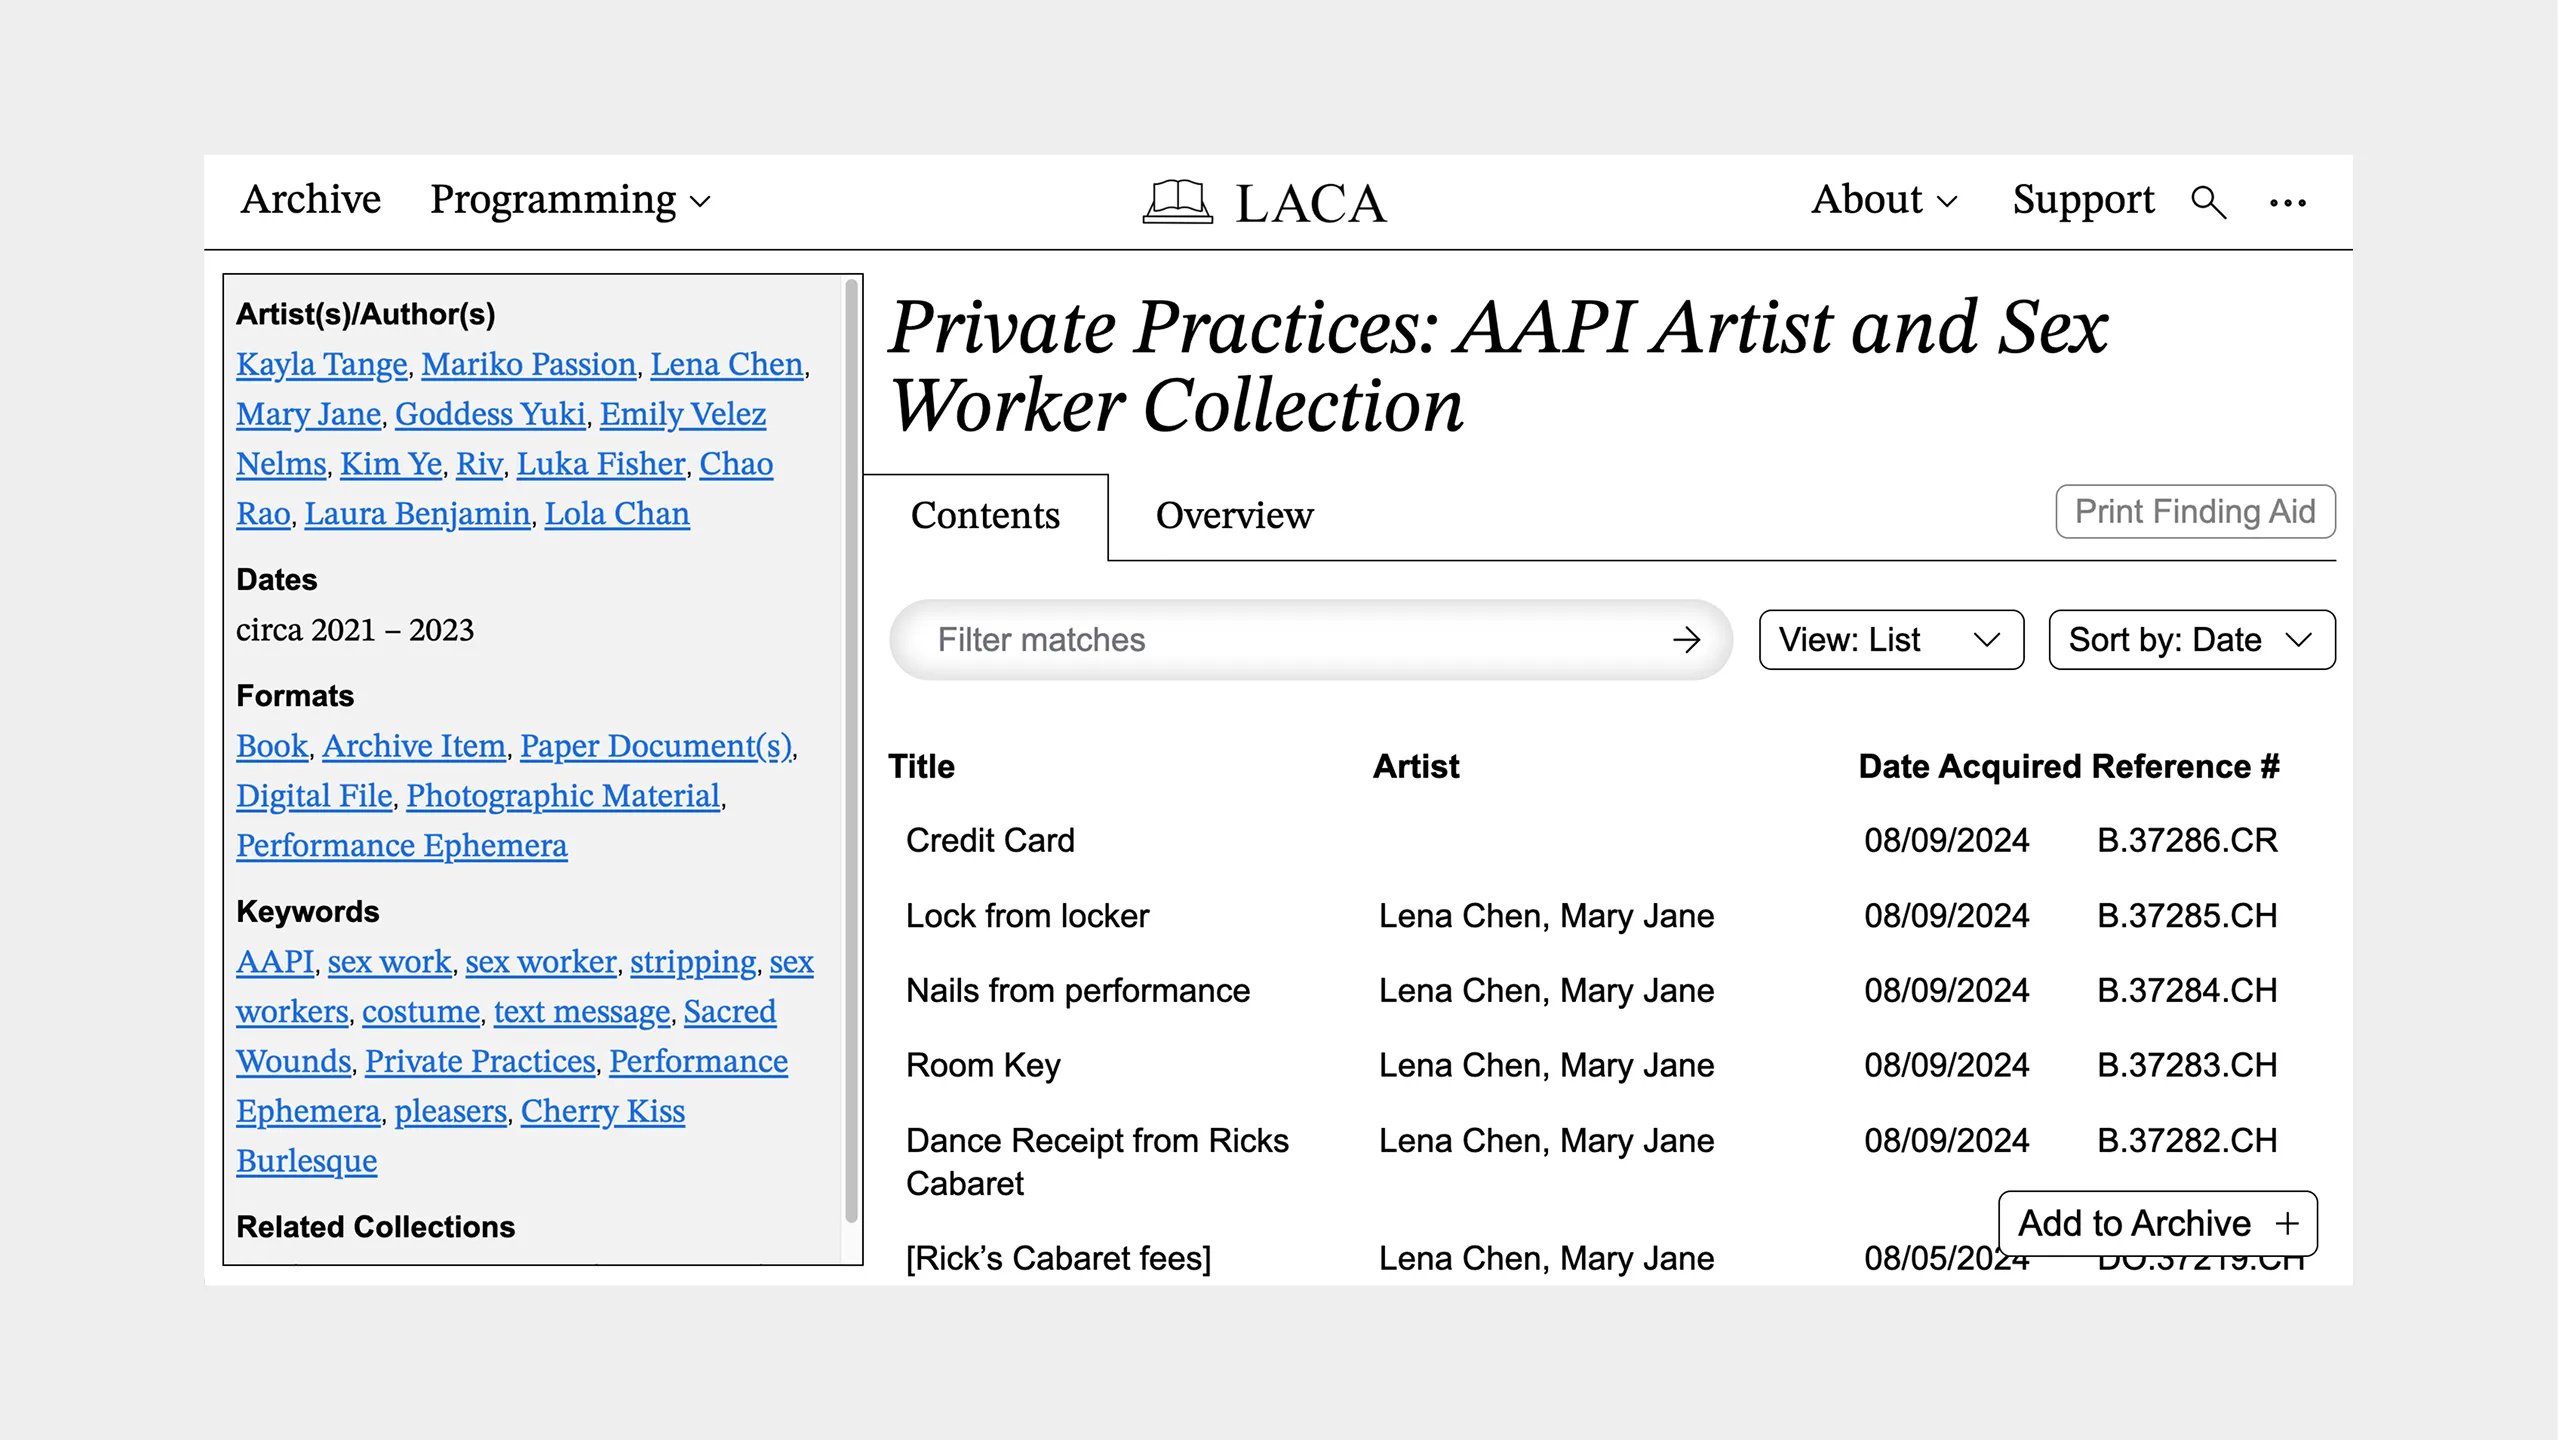 Archive Programming LACA About Support
Artist(s)/Author(s)
Kayla Tange, Mariko Passion, Lena Chen,
Mary Jane, Goddess Yuki, Emily Velez
Nelms, Kim Ye, Riv, Luka Fisher, Chao
Rao, Laura Benjamin, Lola Chan
Dates
circa 2021 – 2023
Formats
Book, Archive Item, Paper Document(s),
Digital File, Photographic Material,
Performance Ephemera
Keywords
AAPI, sex work, sex worker, stripping, sex
workers, costume, text message, Sacred
Wounds, Private Practices, Performance
Ephemera, pleasers, Cherry Kiss
Burlesque
Related Collections
Private Practices: AAPI Artist and Sex
Worker Collection
Contents Overview Print Finding Aid
Filter matches View: List Sort by: Date
Title Artist Date Acquired Reference #
Credit Card 08/09/2024 B.37286.CR
Lock from locker Lena Chen, Mary Jane 08/09/2024 B.37285.CH
Nails from performance Lena Chen, Mary Jane 08/09/2024 B.37284.CH
Room Key Lena Chen, Mary Jane 08/09/2024 B.37283.CH
Dance Receipt from Ricks Lena Chen, Mary Jane 08/09/2024 B.37282.CH
Cabaret
Add to Archive +
[Rick’s Cabaret fees] Lena Chen, Mary Jane 08/05/2024